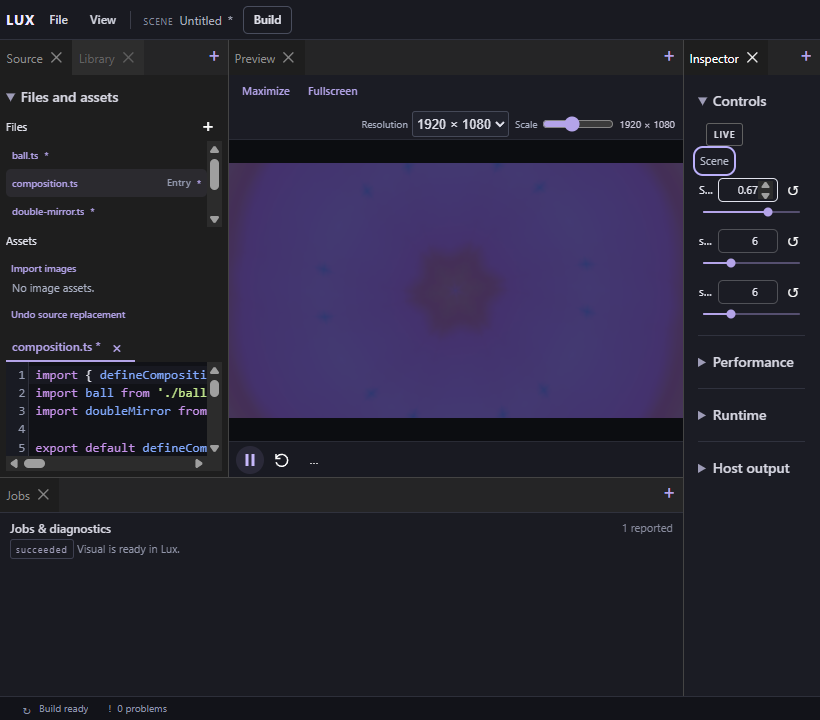 LUX File View SCENE Untitled * Build
Source Library +
Preview +
Inspector +
Maximize Fullscreen
Resolution 1920 × 1080 Scale 1920 × 1080
Files and assets
Files +
ball.ts *
composition.ts Entry *
double-mirror.ts *
Assets
Import images
No image assets.
Undo source replacement
composition.ts * ×
1 import { defineCompositi
2 import ball from './ball
3 import doubleMirror from
4
5 export default defineCom
...
Controls
LIVE
Scene
S... 0.67
s... 6
s... 6
Performance
Runtime
Host output
Jobs +
Jobs & diagnostics 1 reported
succeeded Visual is ready in Lux.
Build ready ! 0 problems